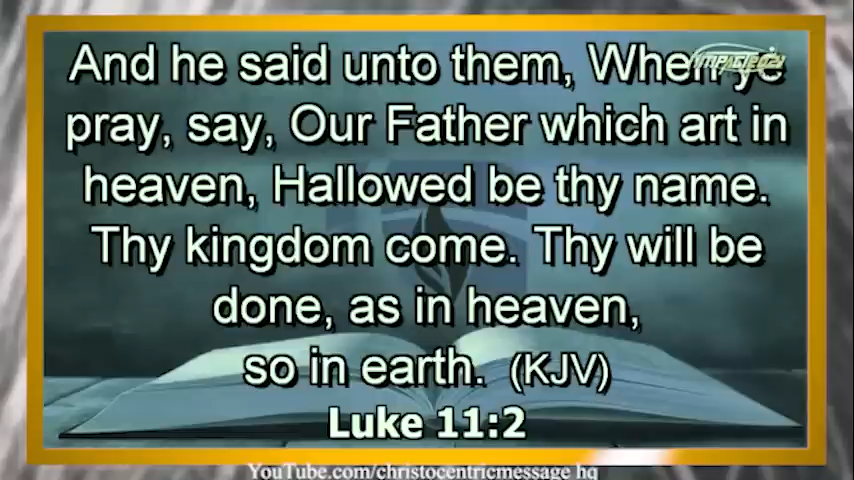 And he said unto them, When ye
pray, say, Our Father which art in
heaven, Hallowed be thy name.
Thy kingdom come. Thy will be
done, as in heaven,
so in earth. (KJV)
Luke 11:2
YouTube.com/christocentricmessage hq